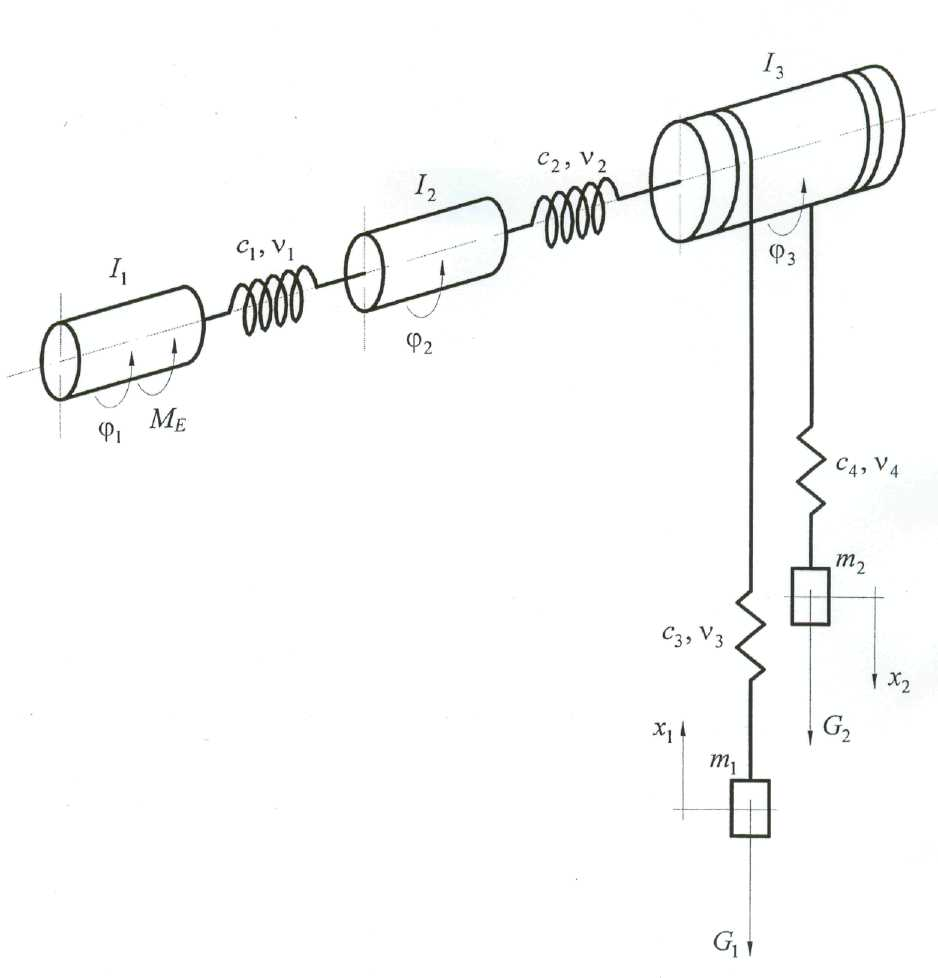 I₃
c₂, ν₂
I₂
c₁, ν₁
I₁
φ₃
φ₂
φ₁
M_E
c₄, ν₄
m₂
c₃, ν₃
x₂
G₂
x₁
m₁
G₁